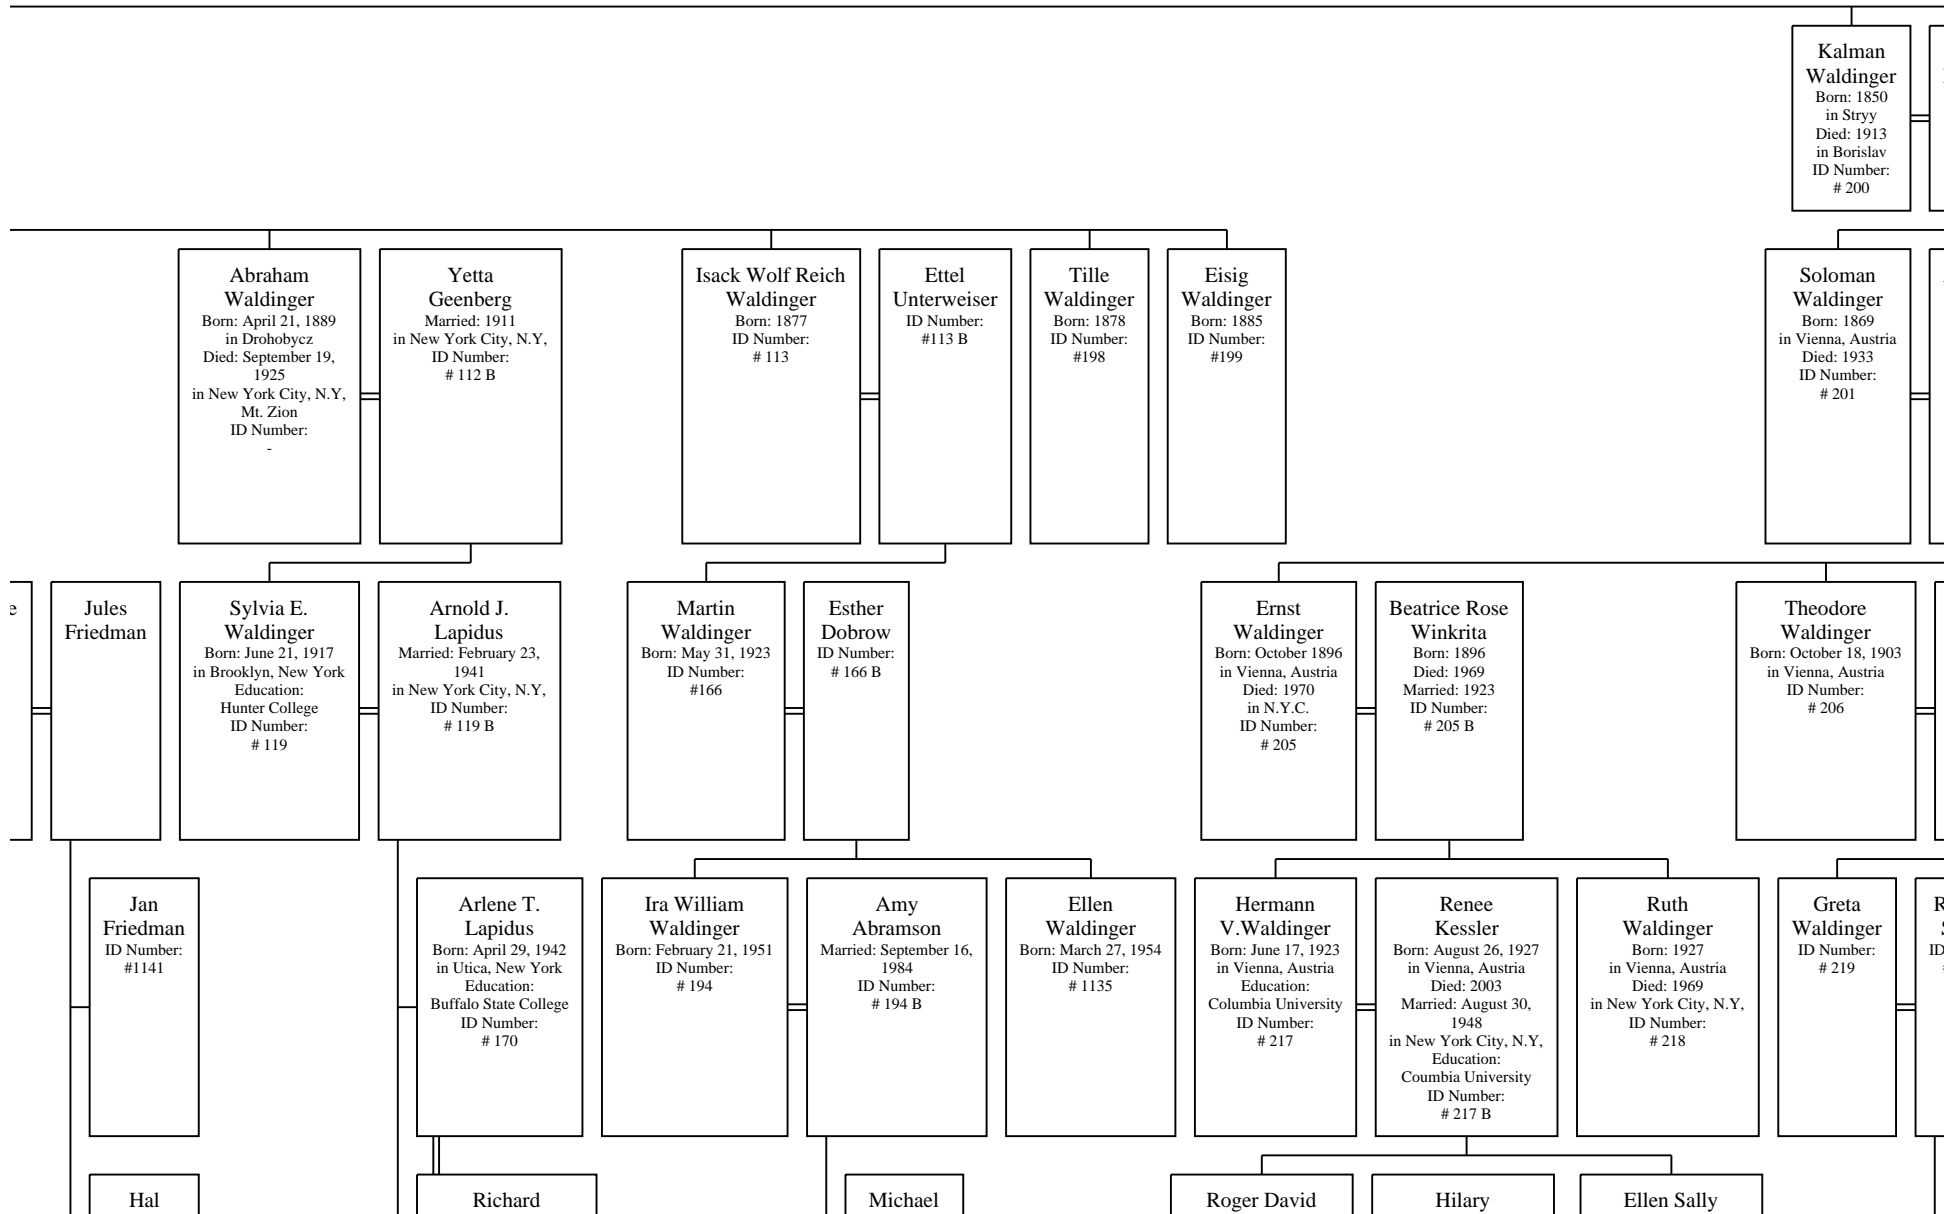 Kalman
Waldinger
Born: 1850
in Stryy
Died: 1913
in Borislav
ID Number:
# 200
Abraham
Waldinger
Born: April 21, 1889
in Drohobycz
Died: September 19,
1925
in New York City, N.Y,
Mt. Zion
ID Number:
-
Yetta
Geenberg
Married: 1911
in New York City, N.Y,
ID Number:
# 112 B
Isack Wolf Reich
Waldinger
Born: 1877
ID Number:
# 113
Ettel
Unterweiser
ID Number:
#113 B
Tille
Waldinger
Born: 1878
ID Number:
#198
Eisig
Waldinger
Born: 1885
ID Number:
#199
Soloman
Waldinger
Born: 1869
in Vienna, Austria
Died: 1933
ID Number:
# 201
e
Jules
Friedman
Sylvia E.
Waldinger
Born: June 21, 1917
in Brooklyn, New York
Education:
Hunter College
ID Number:
# 119
Arnold J.
Lapidus
Married: February 23,
1941
in New York City, N.Y,
ID Number:
# 119 B
Martin
Waldinger
Born: May 31, 1923
ID Number:
#166
Esther
Dobrow
ID Number:
# 166 B
Ernst
Waldinger
Born: October 1896
in Vienna, Austria
Died: 1970
in N.Y.C.
ID Number:
# 205
Beatrice Rose
Winkrita
Born: 1896
Died: 1969
Married: 1923
ID Number:
# 205 B
Theodore
Waldinger
Born: October 18, 1903
in Vienna, Austria
ID Number:
# 206
Jan
Friedman
ID Number:
#1141
Arlene T.
Lapidus
Born: April 29, 1942
in Utica, New York
Education:
Buffalo State College
ID Number:
# 170
Ira William
Waldinger
Born: February 21, 1951
ID Number:
# 194
Amy
Abramson
Married: September 16,
1984
ID Number:
# 194 B
Ellen
Waldinger
Born: March 27, 1954
ID Number:
# 1135
Hermann
V.Waldinger
Born: June 17, 1923
in Vienna, Austria
Education:
Columbia University
ID Number:
# 217
Renee
Kessler
Born: August 26, 1927
in Vienna, Austria
Died: 2003
Married: August 30,
1948
in New York City, N.Y,
Education:
Coumbia University
ID Number:
# 217 B
Ruth
Waldinger
Born: 1927
in Vienna, Austria
Died: 1969
in New York City, N.Y,
ID Number:
# 218
Greta
Waldinger
ID Number:
# 219
ID
Hal
Richard
Michael
Roger David
Hilary
Ellen Sally